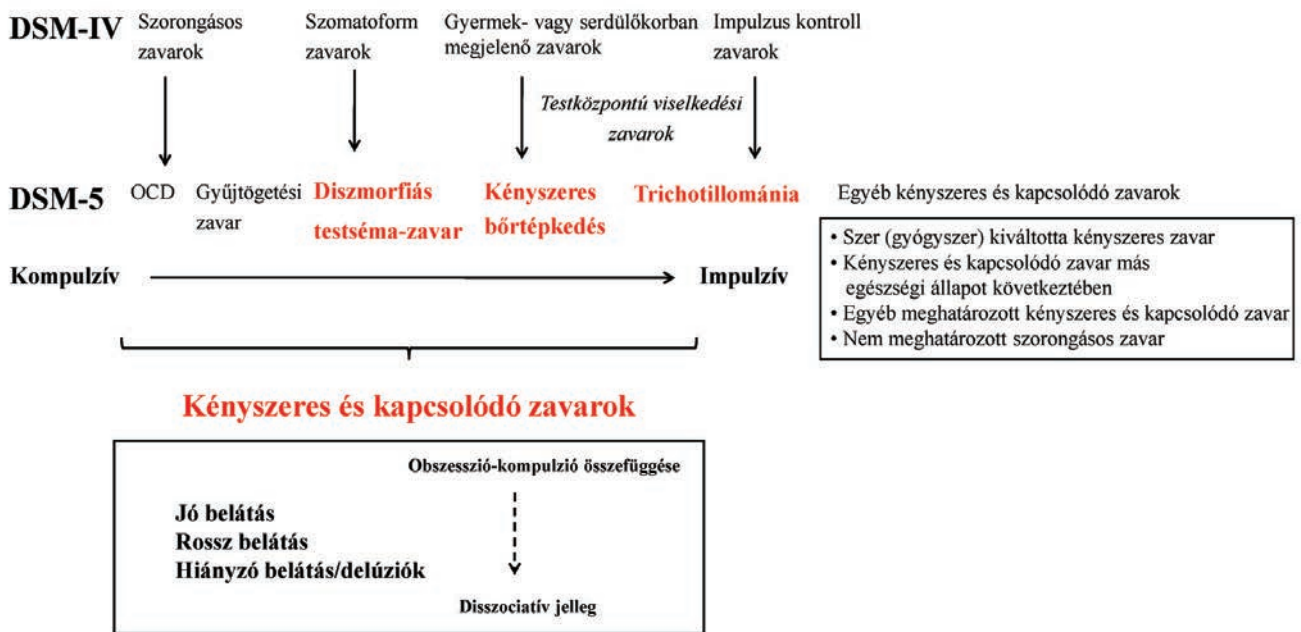 DSM-IV
Szorongásos
zavarok
Szomatoform
zavarok
Gyermek- vagy serdülőkorban
megjelenő zavarok
Impulzus kontroll
zavarok
Testközpontú viselkedési
zavarok
DSM-5
OCD
Gyűjtögetési
zavar
Diszmorfiás
testséma-zavar
Kényszeres
bőrtépkedés
Trichotillománia
Egyéb kényszeres és kapcsolódó zavarok
• Szer (gyógyszer) kiváltotta kényszeres zavar
• Kényszeres és kapcsolódó zavar más
egészségi állapot következtében
• Egyéb meghatározott kényszeres és kapcsolódó zavar
• Nem meghatározott szorongásos zavar
Kompulzív
Impulzív
Kényszeres és kapcsolódó zavarok
Obszesszió-kompulzió összefüggése
Jó belátás
Rossz belátás
Hiányzó belátás/delúziók
Disszociatív jelleg